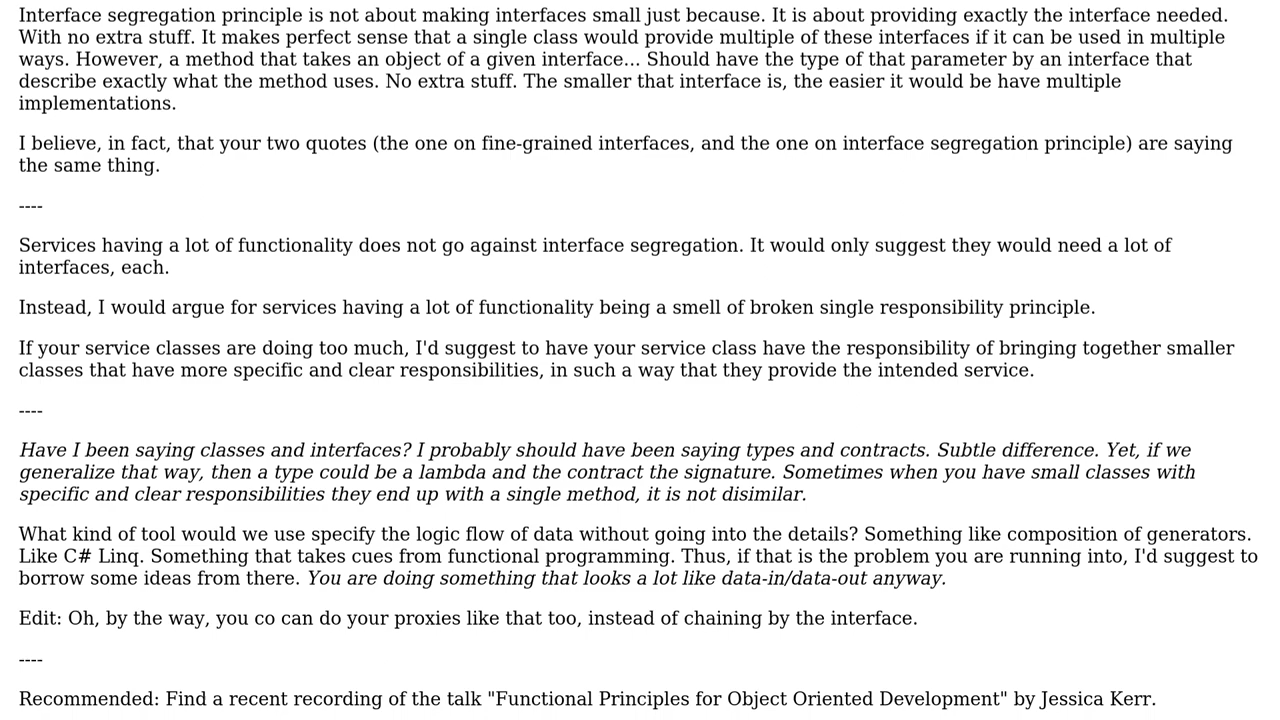 Interface segregation principle is not about making interfaces small just because. It is about providing exactly the interface needed.
With no extra stuff. It makes perfect sense that a single class would provide multiple of these interfaces if it can be used in multiple
ways. However, a method that takes an object of a given interface... Should have the type of that parameter by an interface that
describe exactly what the method uses. No extra stuff. The smaller that interface is, the easier it would be have multiple
implementations.
I believe, in fact, that your two quotes (the one on fine-grained interfaces, and the one on interface segregation principle) are saying
the same thing.
----
Services having a lot of functionality does not go against interface segregation. It would only suggest they would need a lot of
interfaces, each.
Instead, I would argue for services having a lot of functionality being a smell of broken single responsibility principle.
If your service classes are doing too much, I'd suggest to have your service class have the responsibility of bringing together smaller
classes that have more specific and clear responsibilities, in such a way that they provide the intended service.
----
Have I been saying classes and interfaces? I probably should have been saying types and contracts. Subtle difference. Yet, if we
generalize that way, then a type could be a lambda and the contract the signature. Sometimes when you have small classes with
specific and clear responsibilities they end up with a single method, it is not disimilar.
What kind of tool would we use specify the logic flow of data without going into the details? Something like composition of generators.
Like C# Linq. Something that takes cues from functional programming. Thus, if that is the problem you are running into, I'd suggest to
borrow some ideas from there. You are doing something that looks a lot like data-in/data-out anyway.
Edit: Oh, by the way, you co can do your proxies like that too, instead of chaining by the interface.
----
Recommended: Find a recent recording of the talk "Functional Principles for Object Oriented Development" by Jessica Kerr.